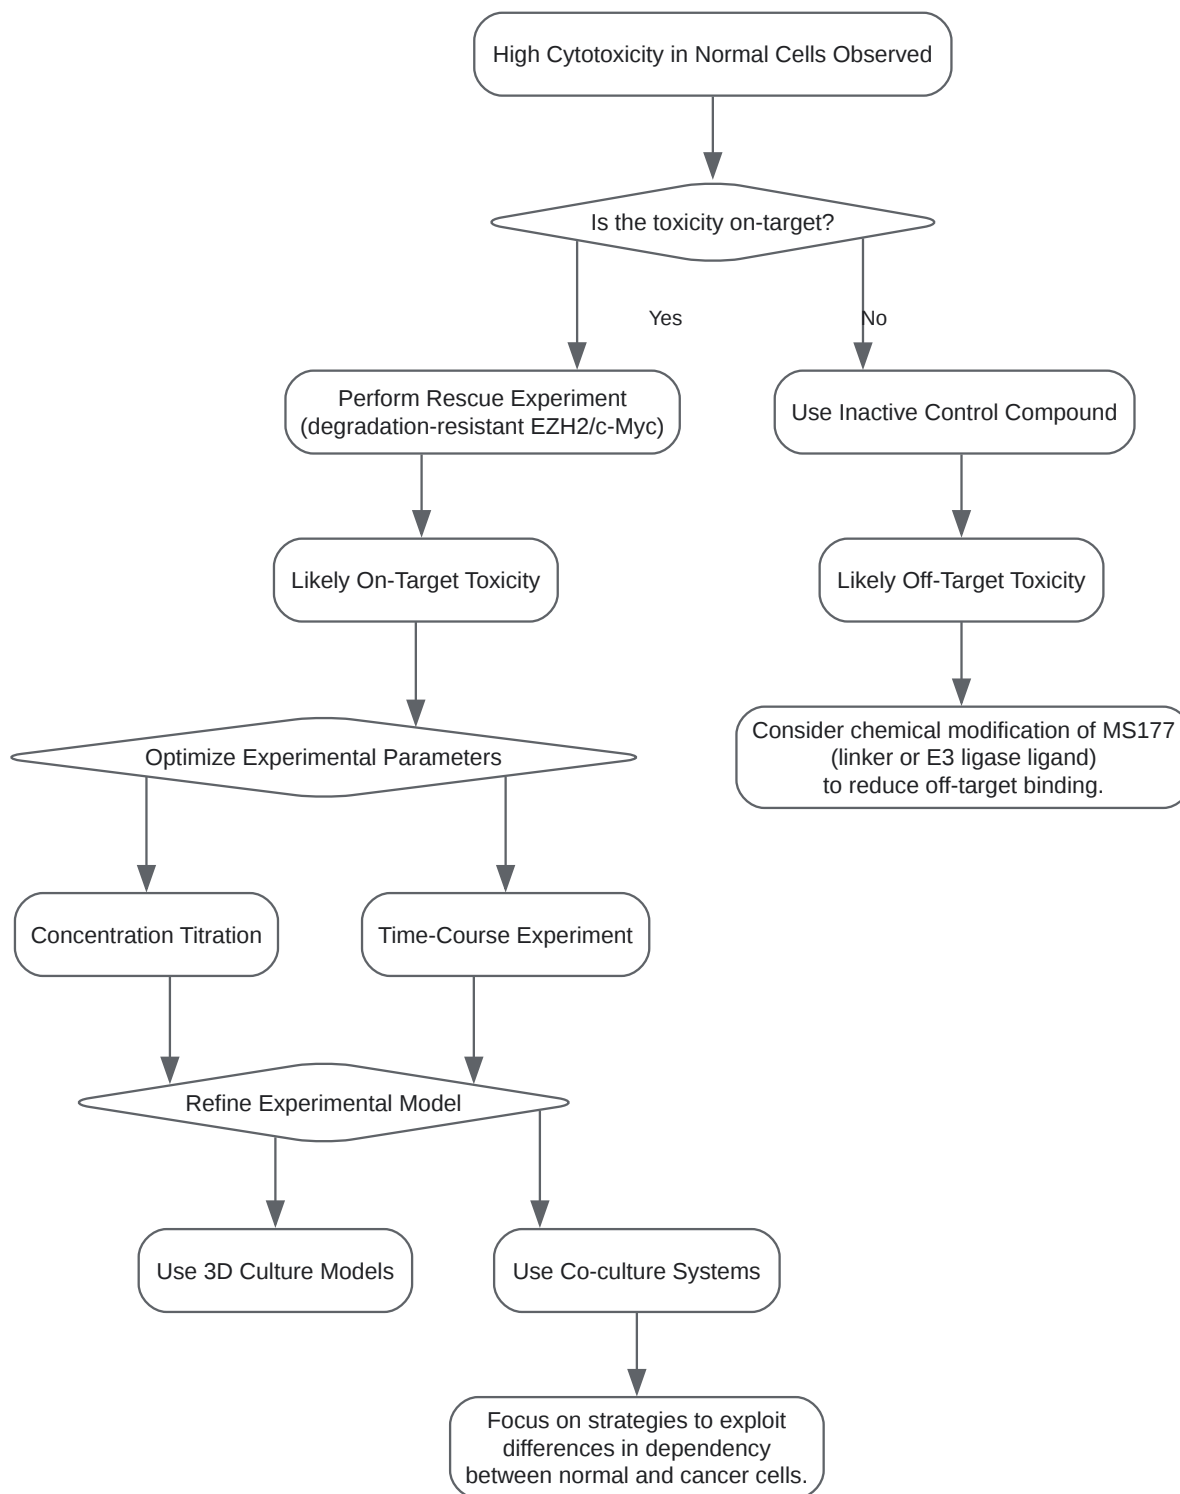 High Cytotoxicity in Normal Cells Observed
Is the toxicity on-target?
Yes
No
Perform Rescue Experiment
(degradation-resistant EZH2/c-Myc)
Use Inactive Control Compound
Likely On-Target Toxicity
Likely Off-Target Toxicity
Consider chemical modification of MS177
(linker or E3 ligase ligand)
to reduce off-target binding.
Optimize Experimental Parameters
Concentration Titration
Time-Course Experiment
Refine Experimental Model
Use 3D Culture Models
Use Co-culture Systems
Focus on strategies to exploit
differences in dependency
between normal and cancer cells.